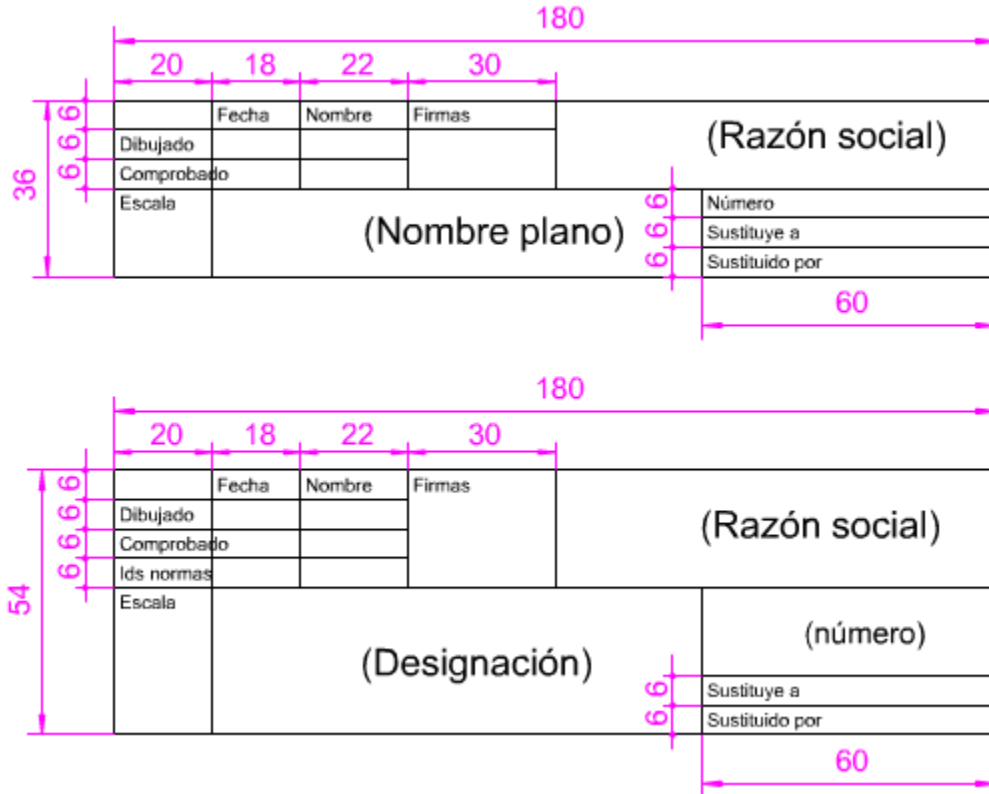 180
20 18 22 30
6 Fecha Nombre Firmas
6 Dibujado (Razón social)
6 Comprobado
36
Escala (Nombre plano) 6 Número
6 Sustituye a
6 Sustituido por
60
180
20 18 22 30
6 Fecha Nombre Firmas
6 Dibujado (Razón social)
6 Comprobado
6 Ids normas
54
Escala (número)
(Designación)
6 Sustituye a
6 Sustituido por
60